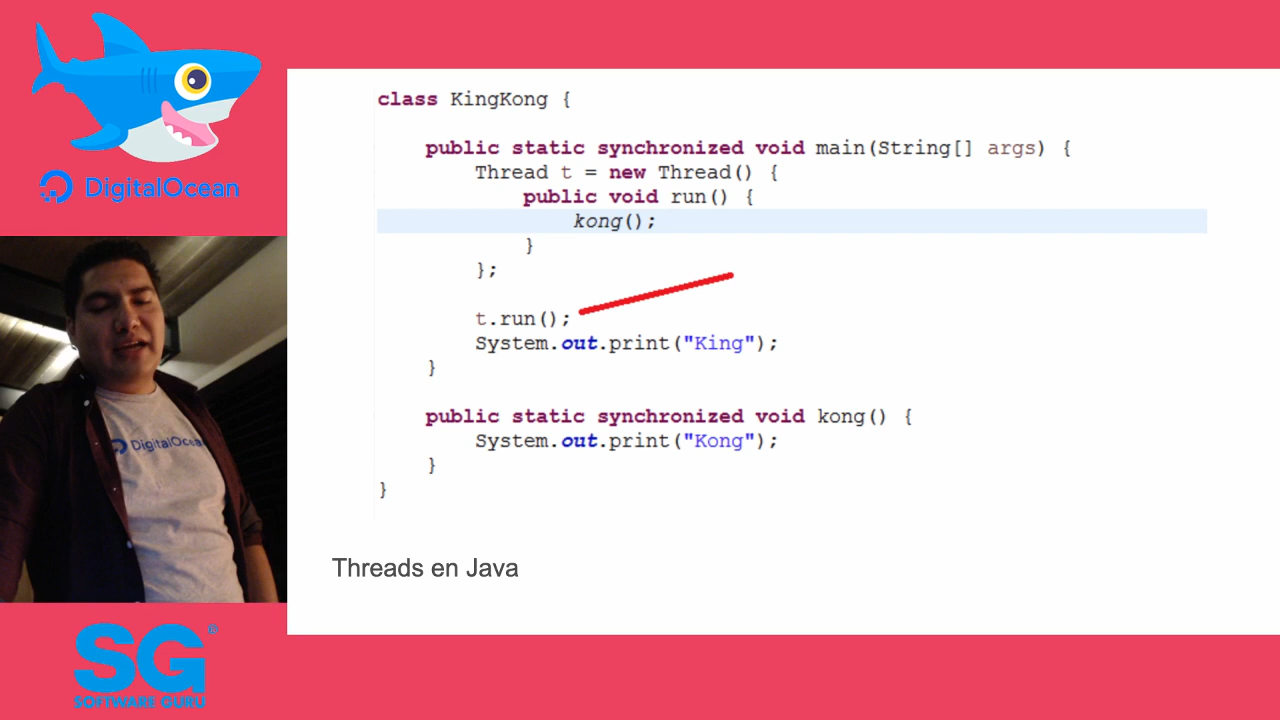 DigitalOcean
class KingKong {
public static synchronized void main(String[] args) {
Thread t = new Thread() {
public void run() {
kong();
}
};
t.run();
System.out.print("King");
}
public static synchronized void kong() {
System.out.print("Kong");
}
}
Threads en Java
DigitalOcean
SG®
SOFTWARE GURU